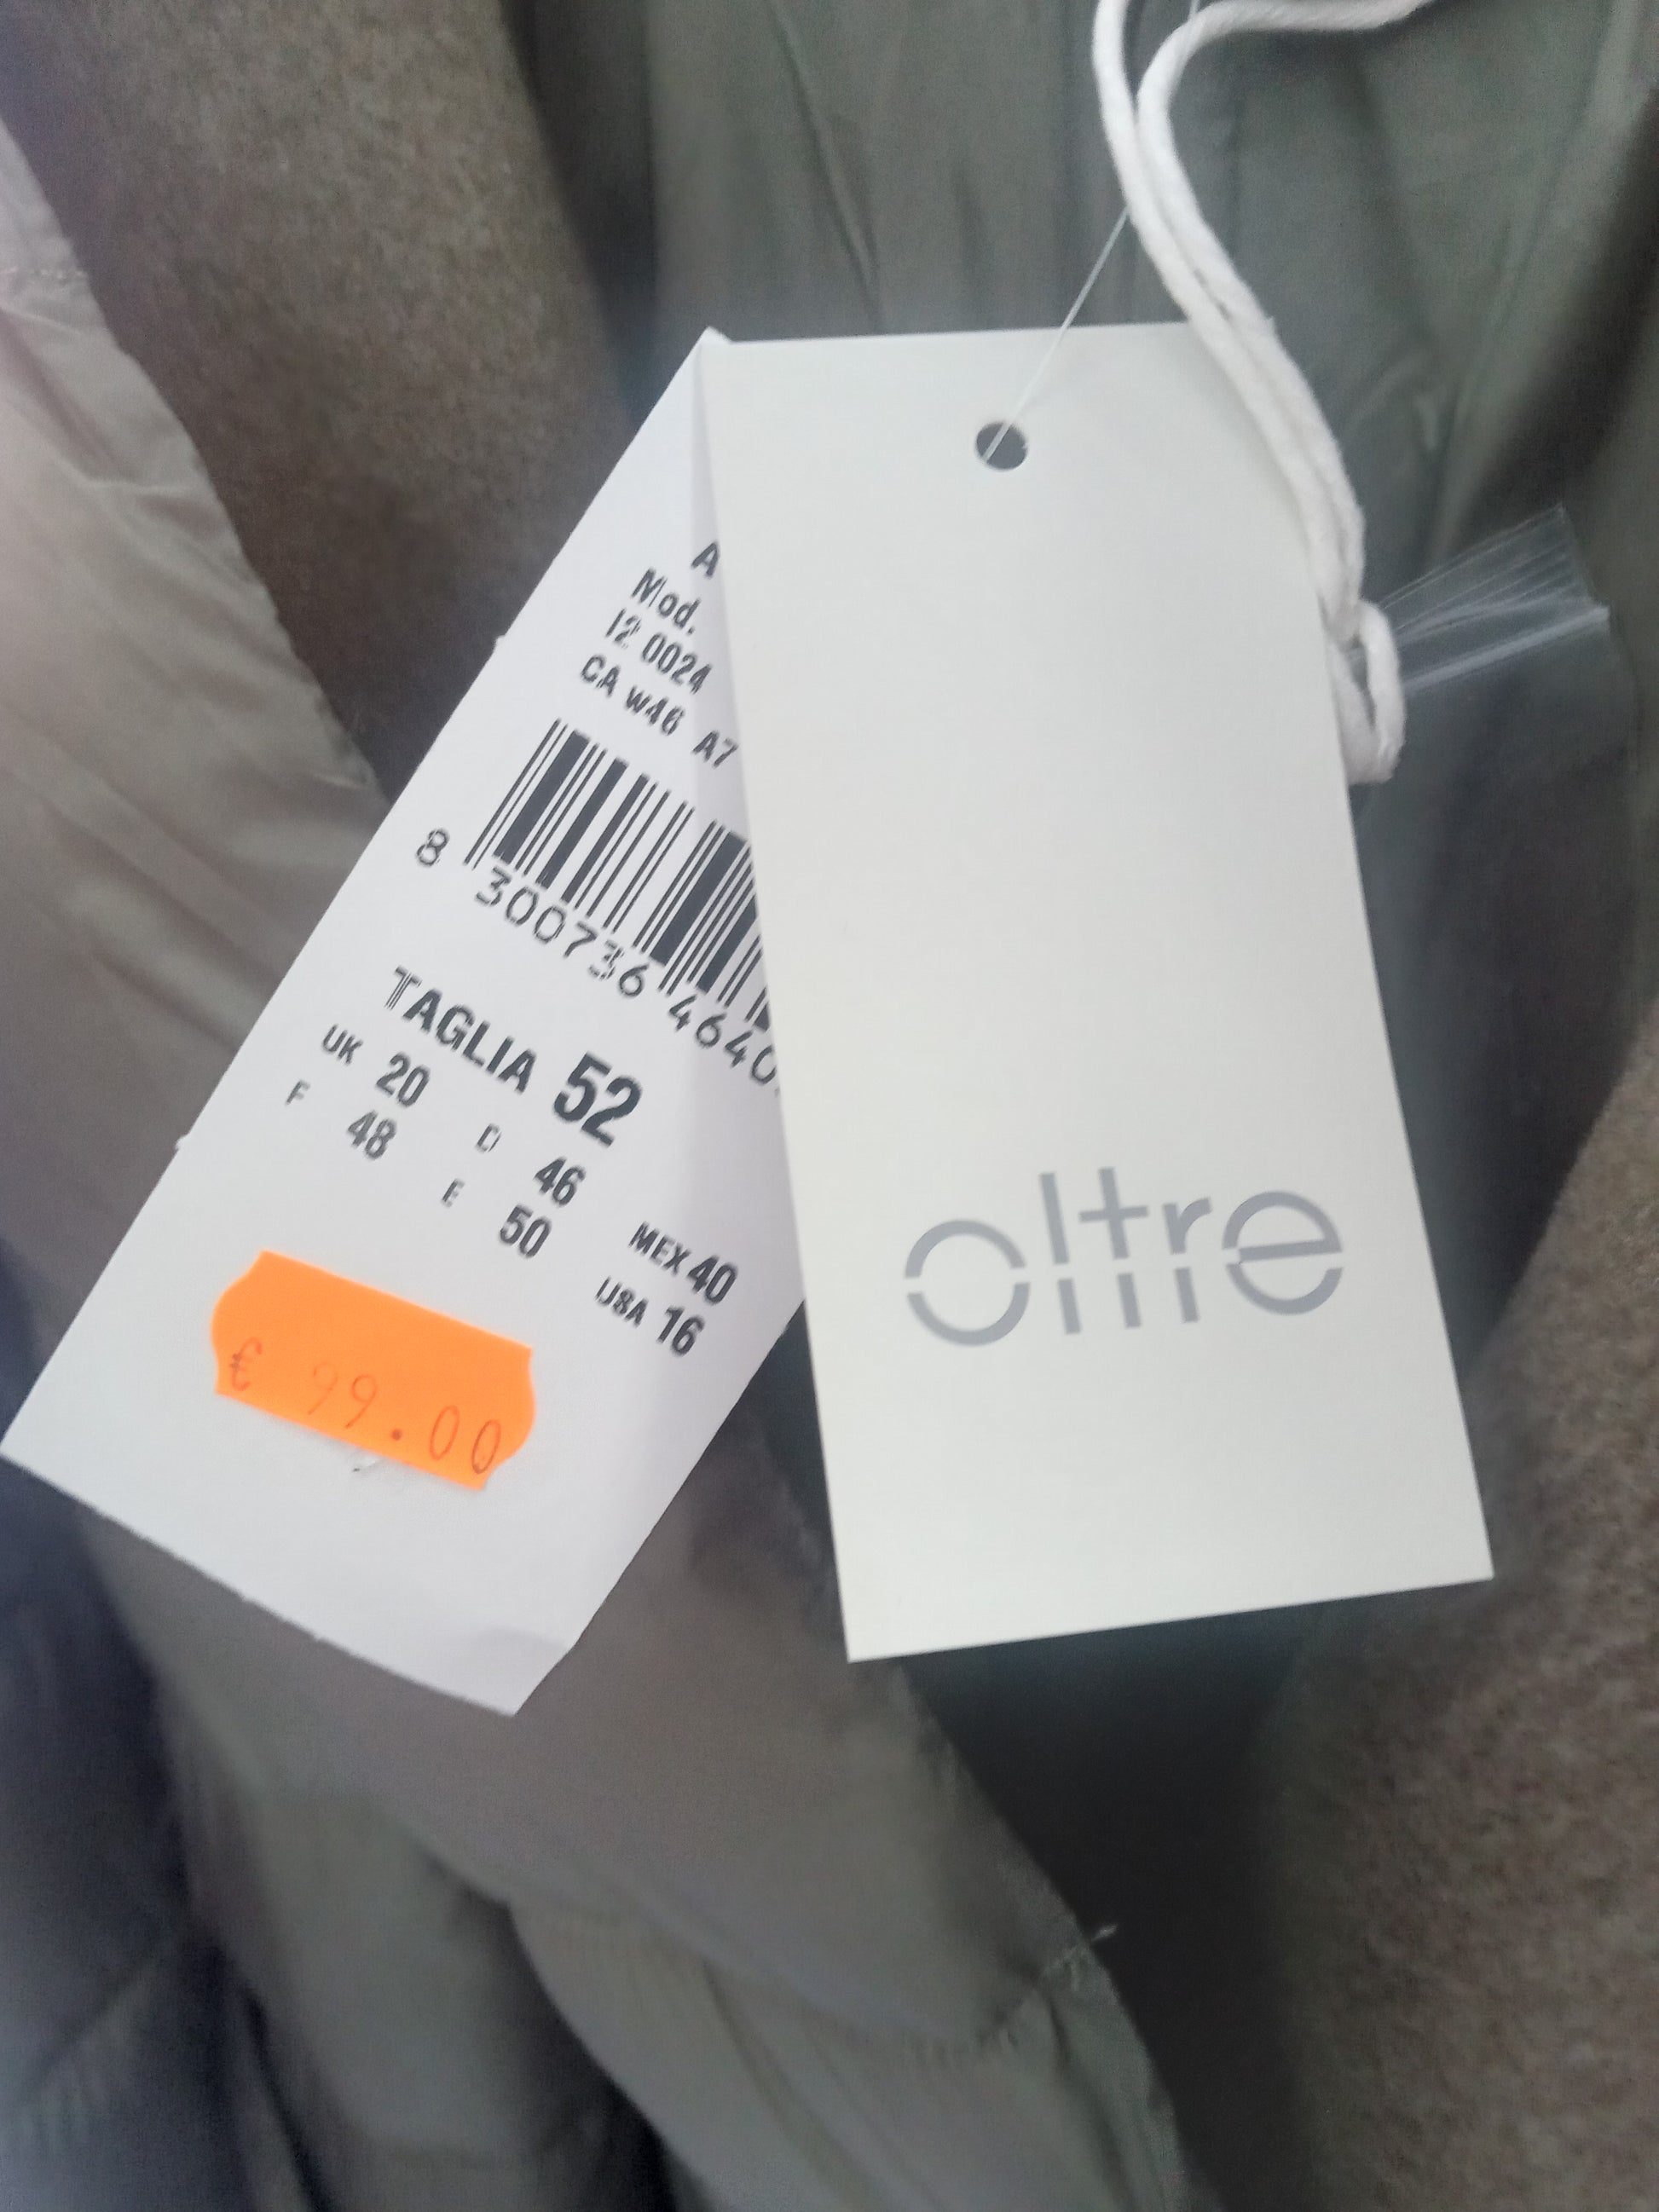 A
Mod.
I2 0024
CA w46 A7
8 300736 4640
TAGLIA 52
UK 20 D 46 MEX 40
F 48 E 50 USA 16
€ 99.00
oltre